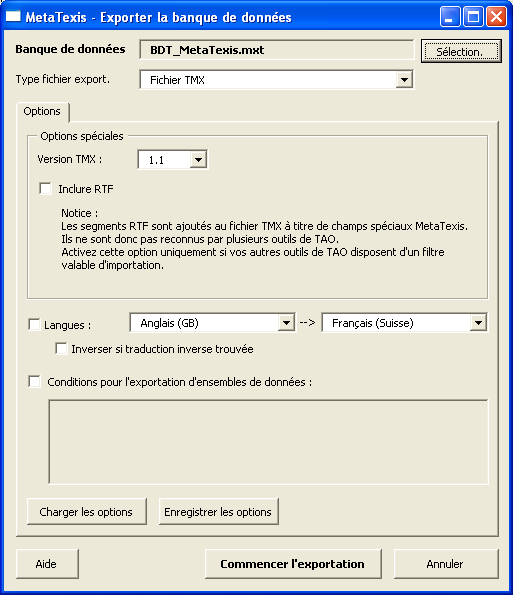 MetaTexis - Exporter la banque de données
Banque de données BDT_MetaTexis.mxt Sélection.
Type fichier export. Fichier TMX
Options
Options spéciales
Version TMX : 1.1
Inclure RTF
Notice :
Les segments RTF sont ajoutés au fichier TMX à titre de champs spéciaux MetaTexis.
Ils ne sont donc pas reconnus par plusieurs outils de TAO.
Activez cette option uniquement si vos autres outils de TAO disposent d'un filtre
valable d'importation.
Langues : Anglais (GB) --> Français (Suisse)
Inverser si traduction inverse trouvée
Conditions pour l'exportation d'ensembles de données :
Charger les options Enregistrer les options
Aide Commencer l'exportation Annuler